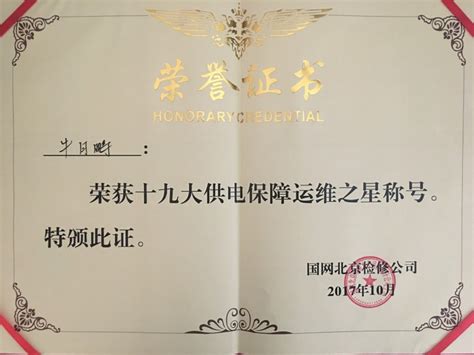 荣誉证书
HONORARY CREDENTIAL
：
荣获十九大供电保障运维之星称号。
特颁此证。
国网北京检修公司
2017年10月